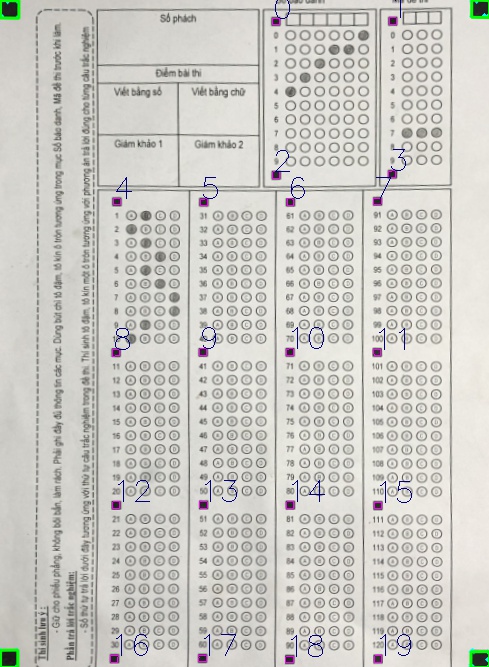 Thí sinh lưu ý:
- Giữ cho phiếu phẳng, không bôi bẩn, làm rách. Phải ghi đầy đủ thông tin các mục. Dùng bút chì tô đậm, tô kín ô tròn tương ứng trong mục Số báo danh, Mã đề thi trước khi làm.
Phần trả lời trắc nghiệm:
- Số thứ tự trả lời dưới đây tương ứng với thứ tự câu trắc nghiệm trong đề thi. Thí sinh tô đậm, tô kín một ô tròn tương ứng với phương án trả lời đúng cho từng câu trắc nghiệm
Số phách
Điểm bài thi
Viết bằng số Viết bằng chữ
Giám khảo 1 Giám khảo 2
0 1
0 0
1 1
2 2
3 3
4 4
5 5
6 6
7 7
8 8
2 3
4 5 6 7
1 A C D 31 A B C D 61 A B C D 91 A B C D
2 B C D 32 A B C D 62 A B C D 92 A B C D
3 A C D 33 A B C D 63 A B C D 93 A B C D
4 A B D 34 A B C D 64 A B C D 94 A B C D
5 A C D 35 A B C D 65 A B C D 95 A B C D
6 A B D 36 A B C D 66 A B C D 96 A B C D
7 A B C 37 A B C D 67 A B C D 97 A B C D
8 A B C 38 A B C D 68 A B C D 98 A B C D
9 A C D 39 A B C D 69 A B C D 99 A B C D
70 A B C D 100 A B C D
8 9 10 11
11 A B C D 41 A B C D 71 A B C D 101 A B C D
12 A B C D 42 A B C D 72 A B C D 102 A B C D
13 A B C D 43 A B C D 73 A B C D 103 A B C D
14 A B C D 44 A B C D 74 A B C D 104 A B C D
15 A B C D 45 A B C D 75 A B C D 105 A B C D
16 A B C D 46 A B C D 76 A B C D 106 A B C D
17 A B C D 47 A B C D 77 A B C D 107 A B C D
18 A B C D 48 A B C D 78 A B C D 108 A B C D
19 A B C D 49 A B C D 79 A B C D 109 A B C D
20 A B C D 50 A B C D 80 A B C D 110 A B C D
12 13 14 15
21 A B C D 51 A B C D 81 A B C D 111 A B C D
22 A B C D 52 A B C D 82 A B C D 112 A B C D
23 A B C D 53 A B C D 83 A B C D 113 A B C D
24 A B C D 54 A B C D 84 A B C D 114 A B C D
25 A B C D 55 A B C D 85 A B C D 115 A B C D
26 A B C D 56 A B C D 86 A B C D 116 A B C D
27 A B C D 57 A B C D 87 A B C D 117 A B C D
28 A B C D 58 A B C D 88 A B C D 118 A B C D
29 A B C D 59 A B C D 89 A B C D 119 A B C D
30 A B C D 60 A B C D 90 A B C D 120 A B C D
16 17 18 19